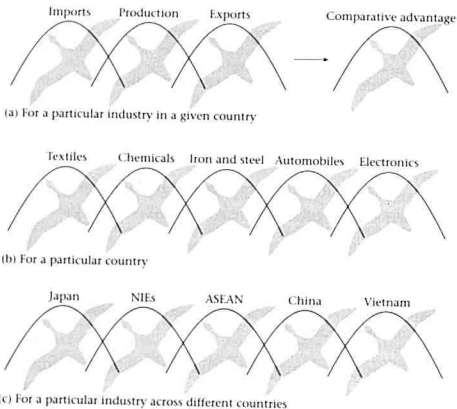 Imports Production Exports Comparative advantage
(a) For a particular industry in a given country
Textiles Chemicals Iron and steel Automobiles Electronics
(b) For a particular country
Japan NIEs ASEAN China Vietnam
(c) For a particular industry across different countries